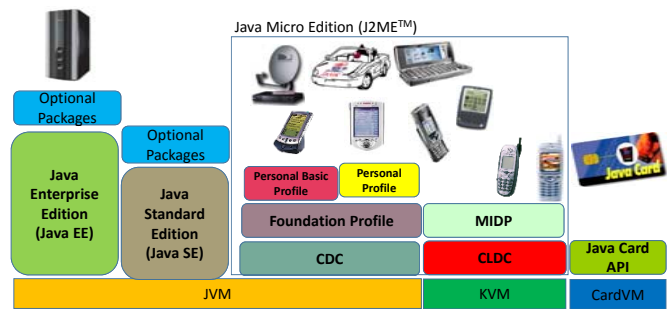 Java Micro Edition (J2ME™)
Optional
Packages
Optional
Packages
Java
Enterprise
Edition
(Java EE)
Java
Standard
Edition
(Java SE)
Personal Basic
Profile
Personal
Profile
Foundation Profile
MIDP
CDC
CLDC
Java Card
Java Card
API
JVM
KVM
CardVM